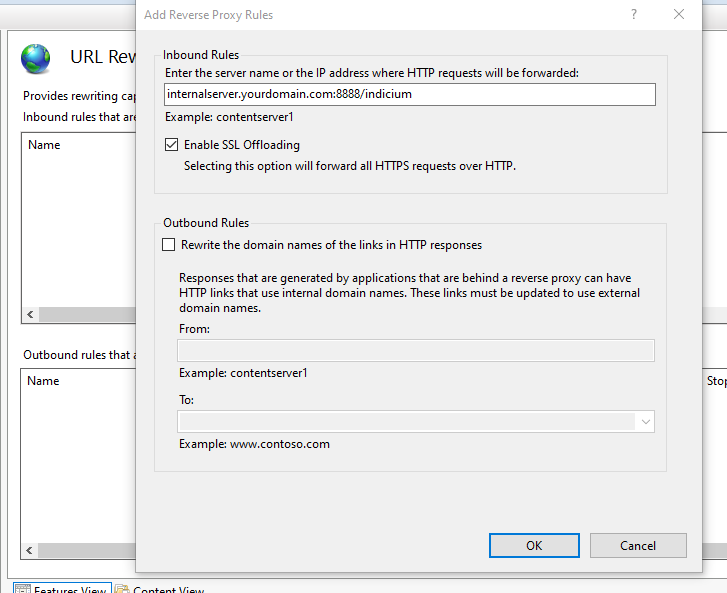 Add Reverse Proxy Rules
?
URL Rew
Provides rewriting cap
Inbound rules that are
Name
Inbound Rules
Enter the server name or the IP address where HTTP requests will be forwarded:
internalserver.yourdomain.com:8888/indicium
Example: contentserver1
Enable SSL Offloading
Selecting this option will forward all HTTPS requests over HTTP.
Outbound Rules
Rewrite the domain names of the links in HTTP responses
Responses that are generated by applications that are behind a reverse proxy can have
HTTP links that use internal domain names. These links must be updated to use external
domain names.
From:
Example: contentserver1
To:
Example: www.contoso.com
Outbound rules that a
Name
Stop
OK
Cancel
Features View
Content View